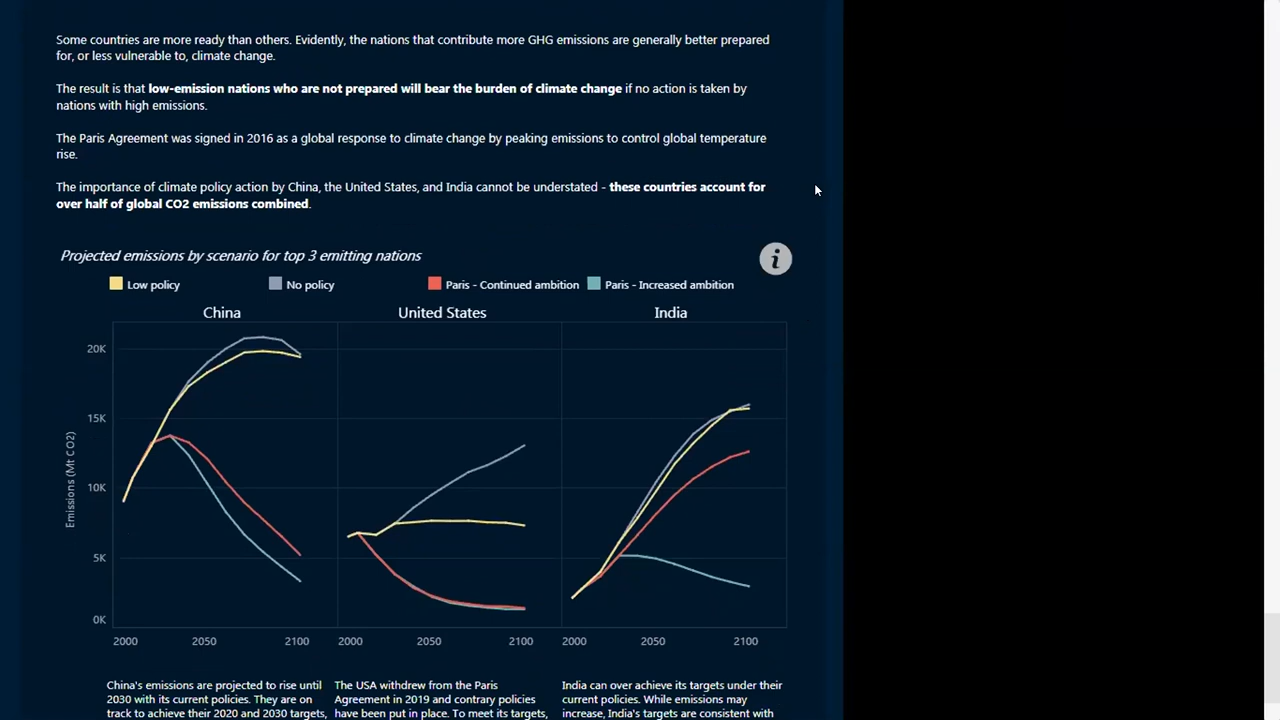 Some countries are more ready than others. Evidently, the nations that contribute more GHG emissions are generally better prepared
for, or less vulnerable to, climate change.
The result is that low-emission nations who are not prepared will bear the burden of climate change if no action is taken by
nations with high emissions.
The Paris Agreement was signed in 2016 as a global response to climate change by peaking emissions to control global temperature
rise.
The importance of climate policy action by China, the United States, and India cannot be understated - these countries account for
over half of global CO2 emissions combined.
Projected emissions by scenario for top 3 emitting nations
i
Low policy No policy Paris - Continued ambition Paris - Increased ambition
China United States India
Emissions (Mt CO2)
20K
15K
10K
5K
0K
2000 2050 2100 2000 2050 2100 2000 2050 2100
China's emissions are projected to rise until
2030 with its current policies. They are on
track to achieve their 2020 and 2030 targets,
The USA withdrew from the Paris
Agreement in 2019 and contrary policies
have been put in place. To meet its targets,
India can over achieve its targets under their
current policies. While emissions may
increase, India's targets are consistent with